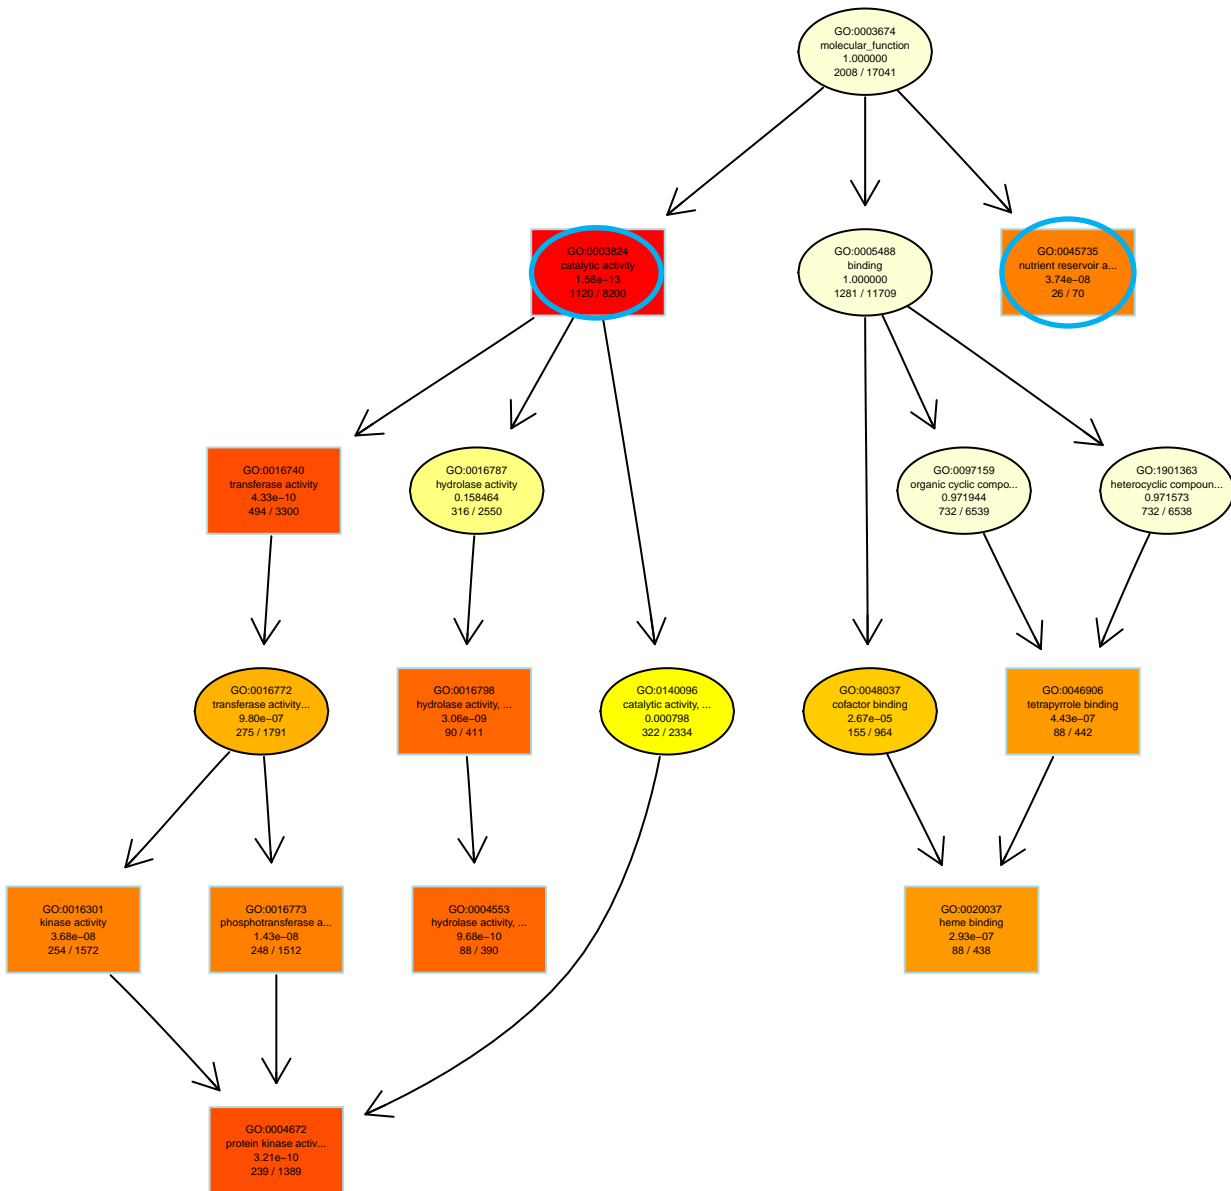 GO:0003674
molecular_function
1.000000
2008 / 17041
GO:0003824
catalytic activity
1.56e−13
1120 / 8200
GO:0005488
binding
1.000000
1281 / 11709
GO:0045735
nutrient reservoir a...
3.74e−08
26 / 70
GO:0016740
transferase activity
4.33e−10
494 / 3300
GO:0016787
hydrolase activity
0.158464
316 / 2550
GO:0097159
organic cyclic compo...
0.971944
732 / 6539
GO:1901363
heterocyclic compoun...
0.971573
732 / 6538
GO:0016772
transferase activity...
9.80e−07
275 / 1791
GO:0016798
hydrolase activity, ...
3.06e−09
90 / 411
GO:0140096
catalytic activity, ...
0.000798
322 / 2334
GO:0048037
cofactor binding
2.67e−05
155 / 964
GO:0046906
tetrapyrrole binding
4.43e−07
88 / 442
GO:0016301
kinase activity
3.68e−08
254 / 1572
GO:0016773
phosphotransferase a...
1.43e−08
248 / 1512
GO:0004553
hydrolase activity, ...
9.68e−10
88 / 390
GO:0020037
heme binding
2.93e−07
88 / 438
GO:0004672
protein kinase activ...
3.21e−10
239 / 1389